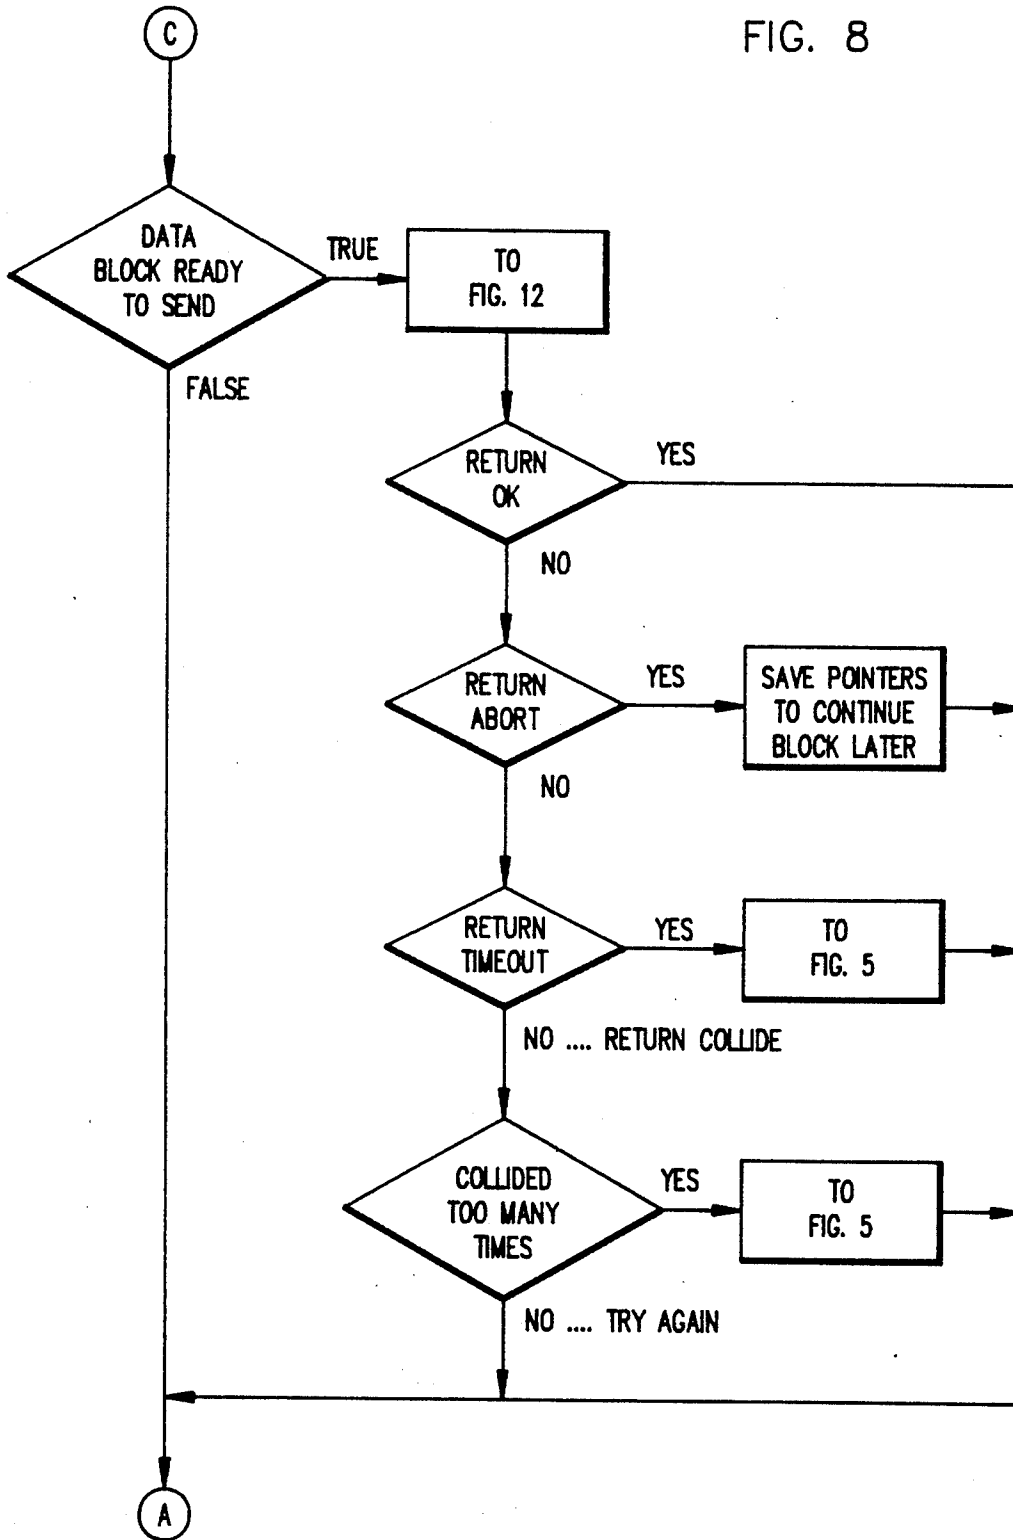 C
FIG. 8
DATA
BLOCK READY
TO SEND
TRUE
TO
FIG. 12
FALSE
RETURN
OK
YES
NO
RETURN
ABORT
YES
SAVE POINTERS
TO CONTINUE
BLOCK LATER
NO
RETURN
TIMEOUT
YES
TO
FIG. 5
NO .... RETURN COLLIDE
COLLIDED
TOO MANY
TIMES
YES
TO
FIG. 5
NO .... TRY AGAIN
A